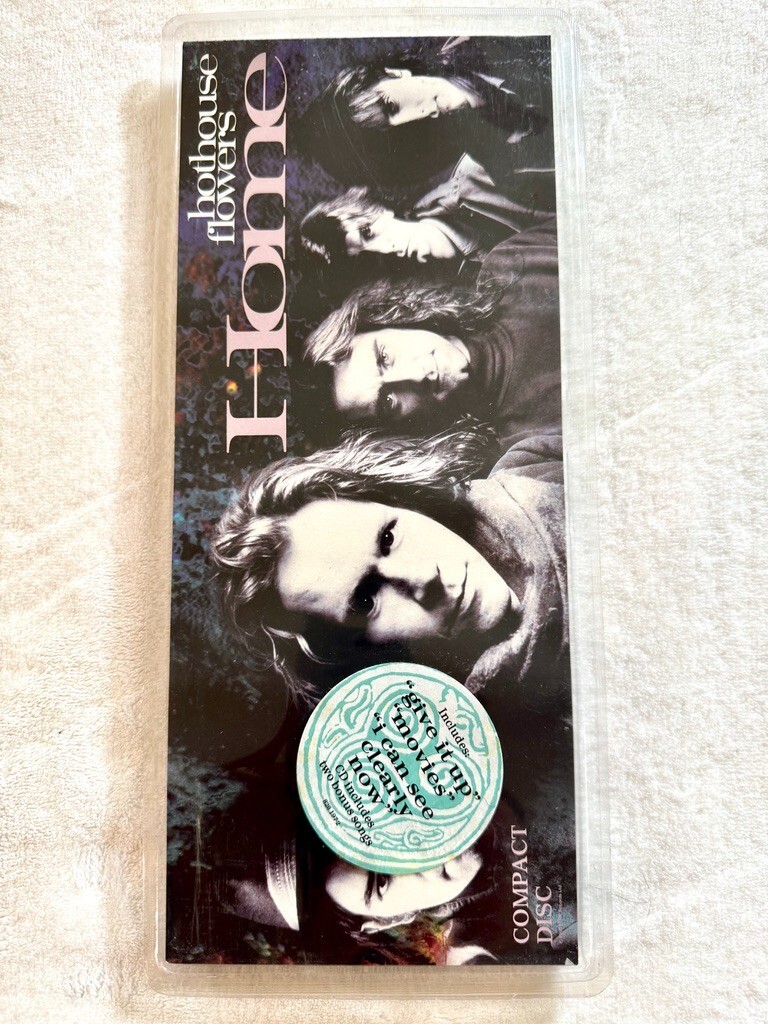 hothouse
flowers
Home
Includes:
"give it up"
"movies"
"i can see
clearly
now"
CD includes
two bonus songs
COMPACT
DISC